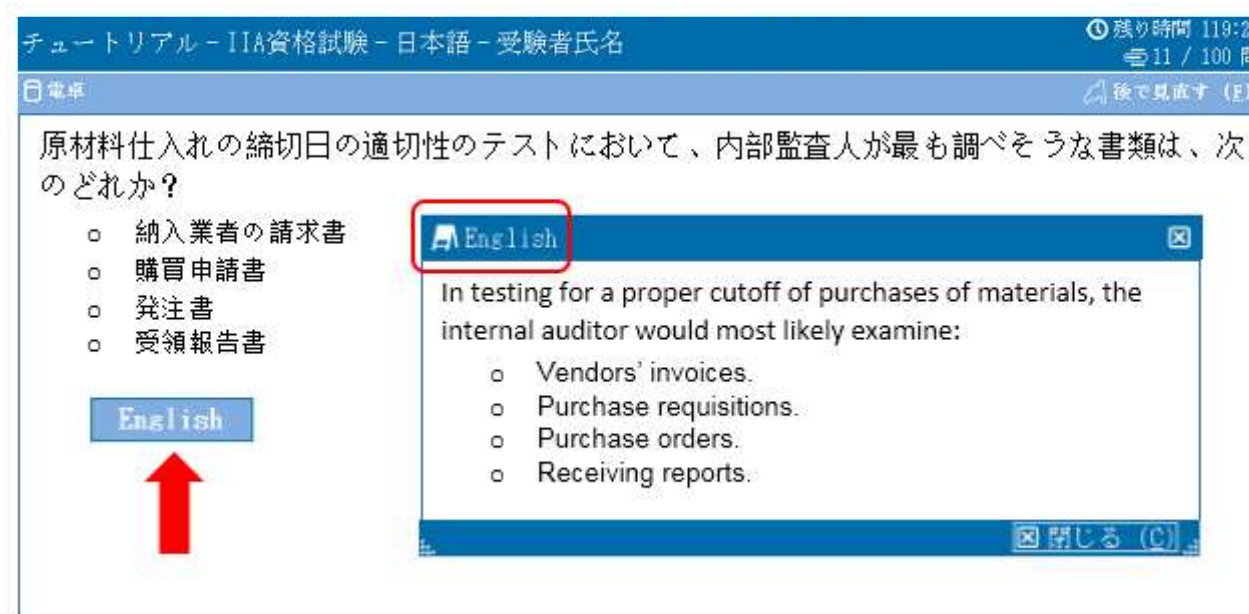 チュートリアル－IIA資格試験－日本語－受験者氏名
残り時間 119:2
11 / 100 問
電卓
後で見直す (F)
原材料仕入れの締切日の適切性のテストにおいて、内部監査人が最も調べそうな書類は、次
のどれか?
納入業者の請求書
購買申請書
発注書
受領報告書
English
English
In testing for a proper cutoff of purchases of materials, the
internal auditor would most likely examine:
Vendors' invoices.
Purchase requisitions.
Purchase orders.
Receiving reports.
閉じる (C)